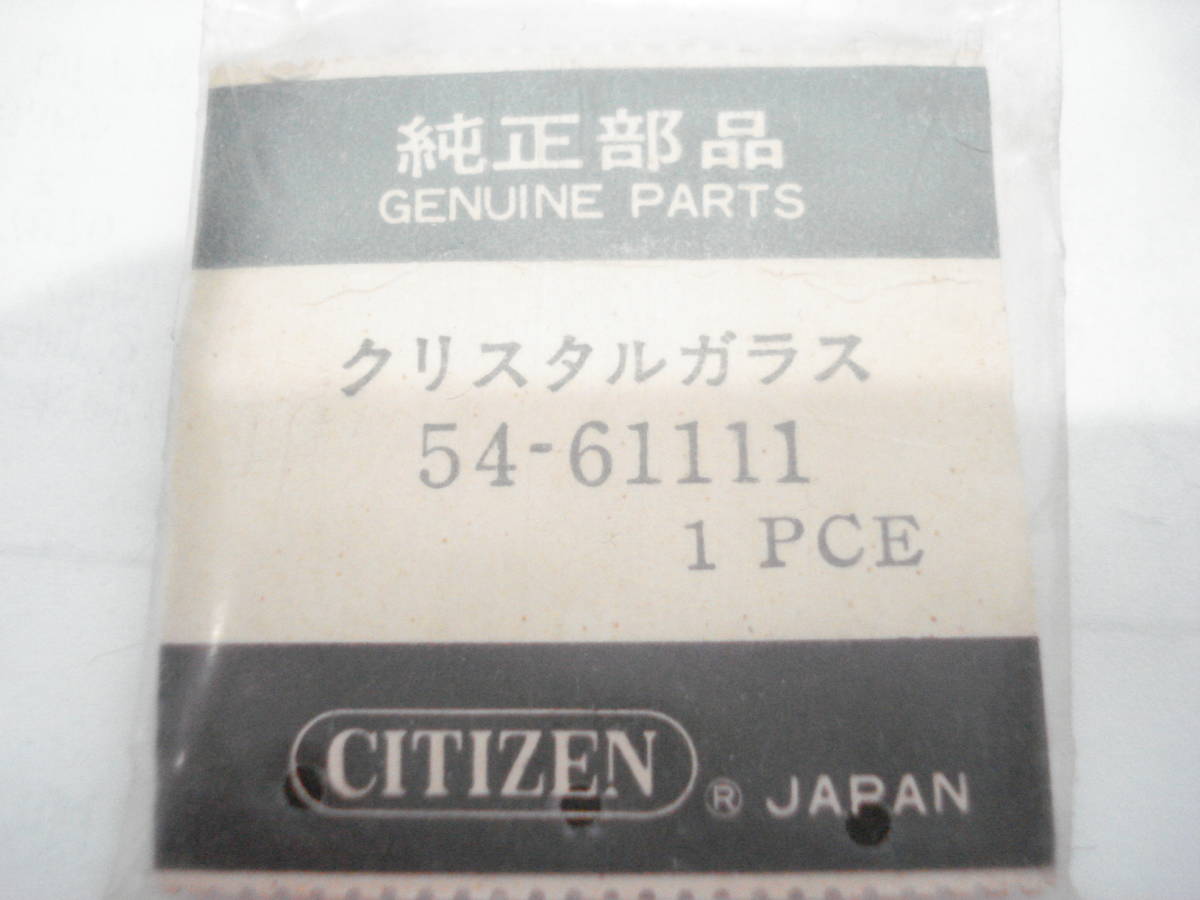 純正部品
GENUINE PARTS
クリスタルガラス
54-61111
1 PCE
CITIZEN ® JAPAN